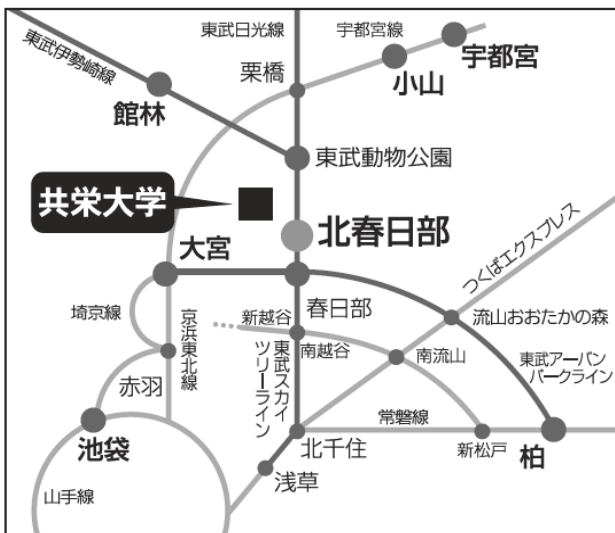 東武日光線
宇都宮線
東武伊勢崎線
宇都宮
栗橋
小山
館林
東武動物公園
共栄大学
北春日部
大宮
つくばエクスプレス
埼京線
京浜東北線
新越谷
春日部
流山おおたかの森
南越谷
南流山
東武スカイ
ツリーライン
東武アーバン
パークライン
赤羽
池袋
常磐線
北千住
新松戸
柏
浅草
山手線